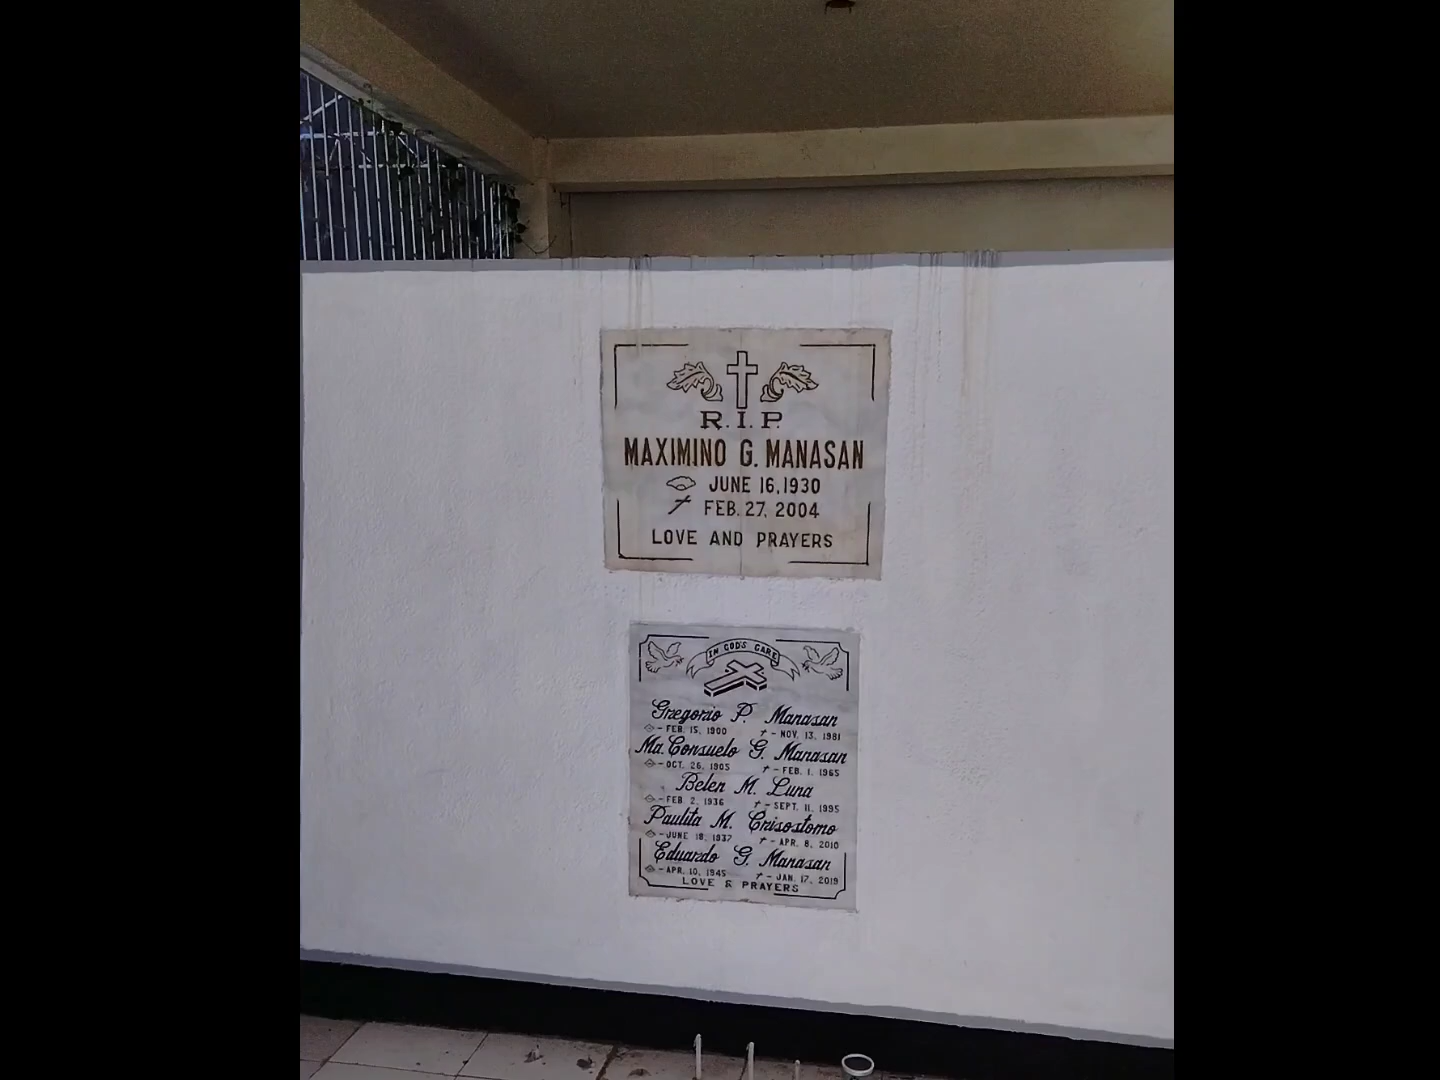 R.I.P.
MAXIMINO G. MANASAN
JUNE 16, 1930
FEB. 27, 2004
LOVE AND PRAYERS
IN GOD'S CARE
Gregorio P. Manasan
- FEB. 15, 1900 - NOV. 13, 1981
Ma. Consuelo G. Manasan
- OCT. 26, 1905 - FEB. 1, 1965
Belen M. Luna
- FEB. 2, 1936 - SEPT. 11, 1995
Paulita M. Crisostomo
- JUNE 18, 1937 - APR. 8, 2010
Eduardo G. Manasan
- APR. 10, 1945 - JAN. 17, 2019
LOVE & PRAYERS